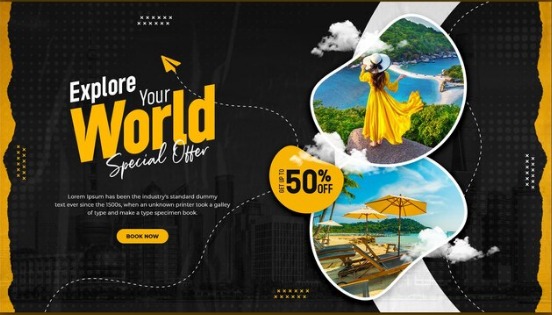 Explore
Your
World
Special Offer
Lorem Ipsum has been the industry's standard dummy
text ever since the 1500s, when an unknown printer took a galley
of type and make a type specimen book.
BOOK NOW
GET UP TO
50%
OFF